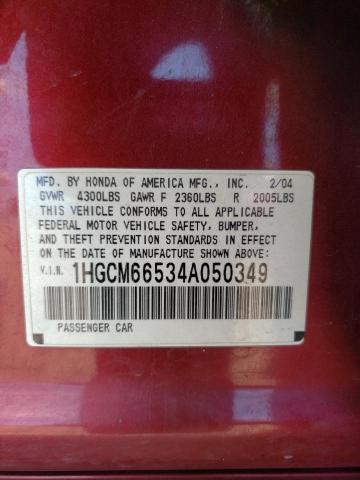 MFD. BY HONDA OF AMERICA MFG., INC. 2/04
GVWR 4300LBS GAWR F 2360LBS R 2005LBS
THIS VEHICLE CONFORMS TO ALL APPLICABLE
FEDERAL MOTOR VEHICLE SAFETY, BUMPER,
AND THEFT PREVENTION STANDARDS IN EFFECT
ON THE DATE OF MANUFACTURE SHOWN ABOVE:
V.I.N. 1HGCM66534A050349
PASSENGER CAR